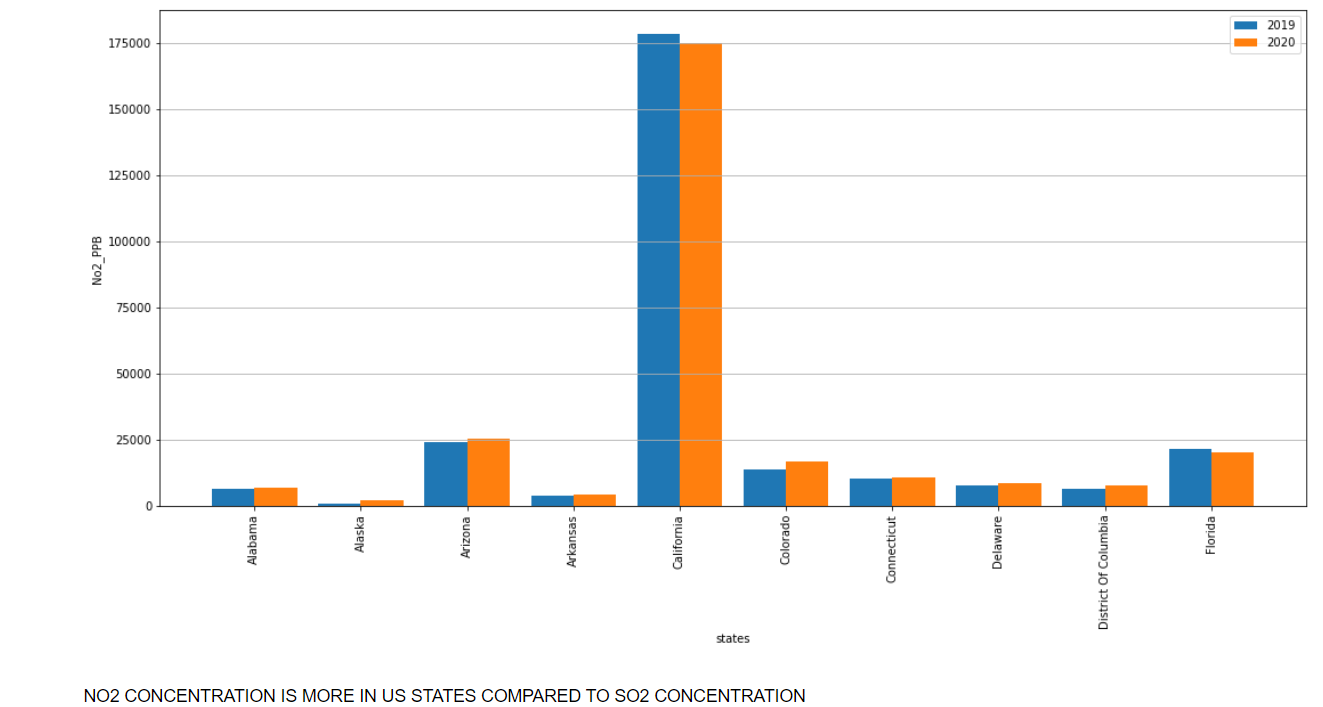 2019
2020
175000
150000
125000
100000
75000
50000
25000
0
No2_PPB
Alabama
Alaska
Arizona
Arkansas
California
Colorado
Connecticut
Delaware
District Of Columbia
Florida
states
NO2 CONCENTRATION IS MORE IN US STATES COMPARED TO SO2 CONCENTRATION